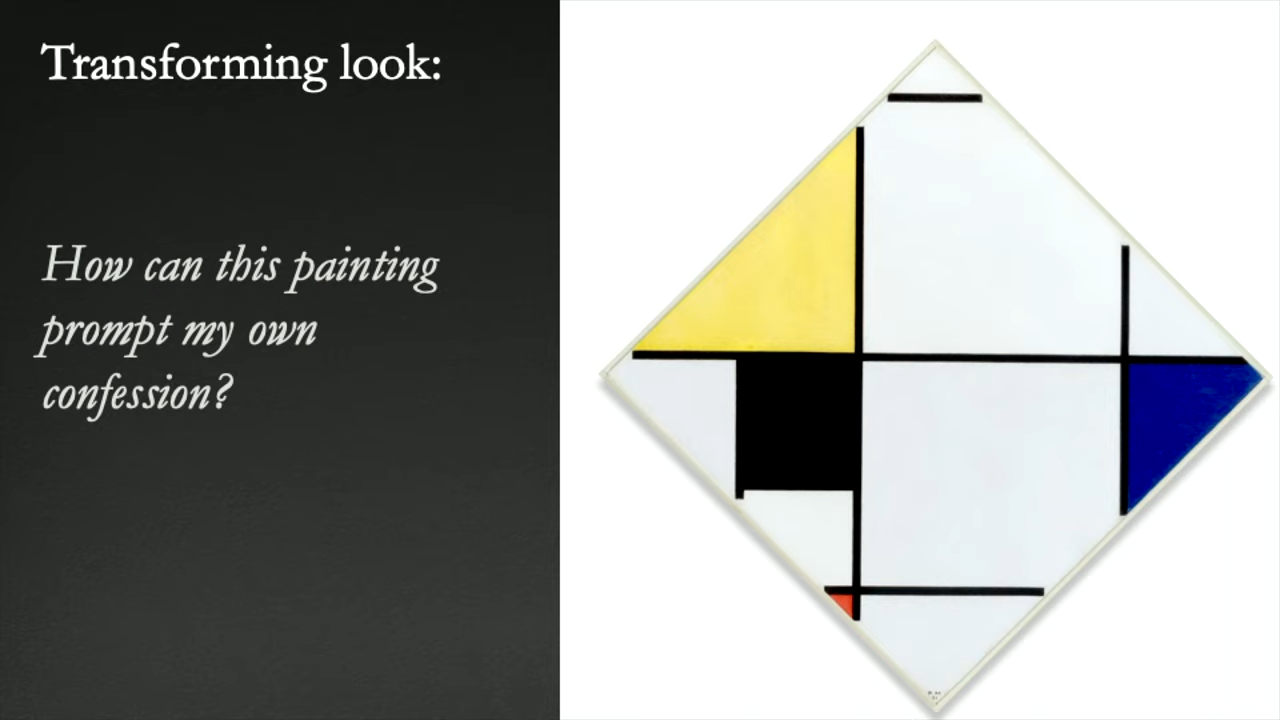 Transforming look:
How can this painting
prompt my own
confession?